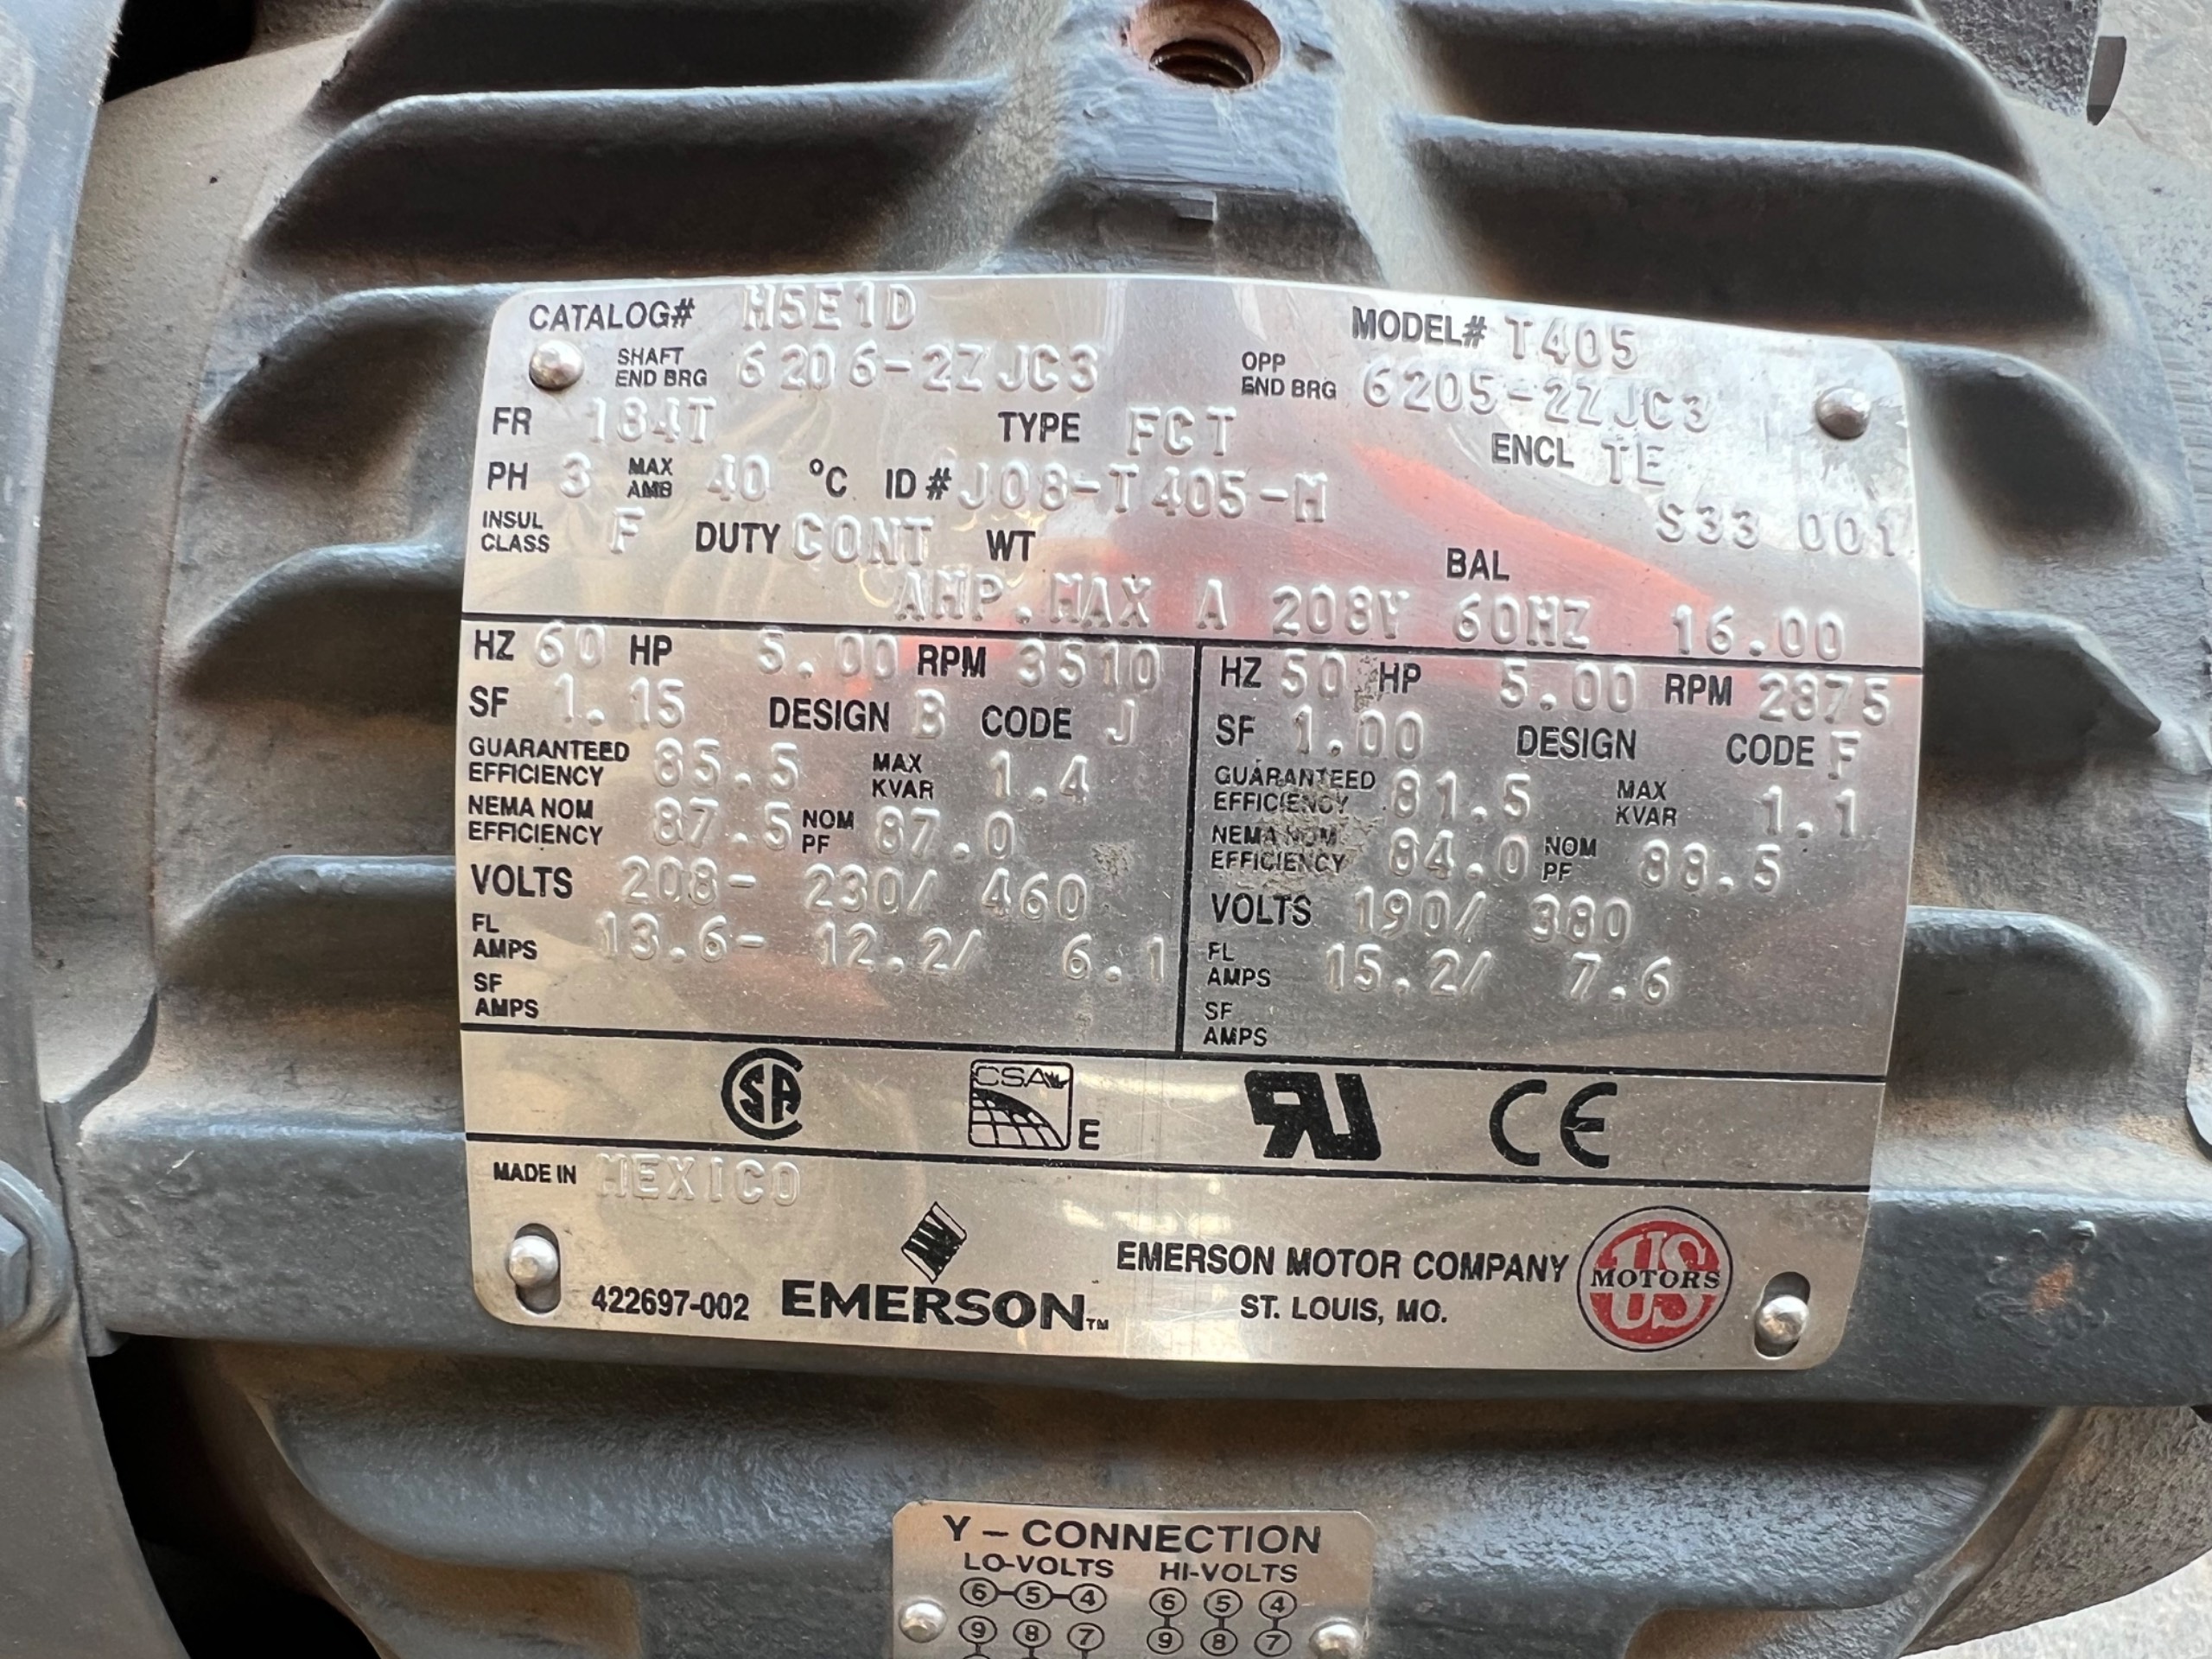 CATALOG# H5E1D MODEL# T405
SHAFT END BRG 6206-2ZJC3 OPP END BRG 6205-2ZJC3
FR 184T TYPE FCT ENCL TE
PH 3 MAX AMB 40 °C ID# J08-T405-M S33 001
INSUL CLASS F DUTY CONT WT BAL
AMP.MAX A 208V 60HZ 16.00
HZ 60 HP 5.00 RPM 3510
SF 1.15 DESIGN B CODE J
GUARANTEED EFFICIENCY 85.5 MAX KVAR 1.4
NEMA NOM EFFICIENCY 87.5 NOM PF 87.0
VOLTS 208- 230/ 460
FL AMPS 13.6- 12.2/ 6.1
SF AMPS
HZ 50 HP 5.00 RPM 2875
SF 1.00 DESIGN CODE F
GUARANTEED EFFICIENCY 81.5 MAX KVAR 1.1
NEMA NOM EFFICIENCY 84.0 NOM PF 88.5
VOLTS 190/ 380
FL AMPS 15.2/ 7.6
SF AMPS
SA CSA E RU CE
MADE IN MEXICO
422697-002 EMERSON™ EMERSON MOTOR COMPANY
ST. LOUIS, MO.
US MOTORS
Y – CONNECTION
LO-VOLTS HI-VOLTS
6 5 4 6 5 4
9 8 7 9 8 7